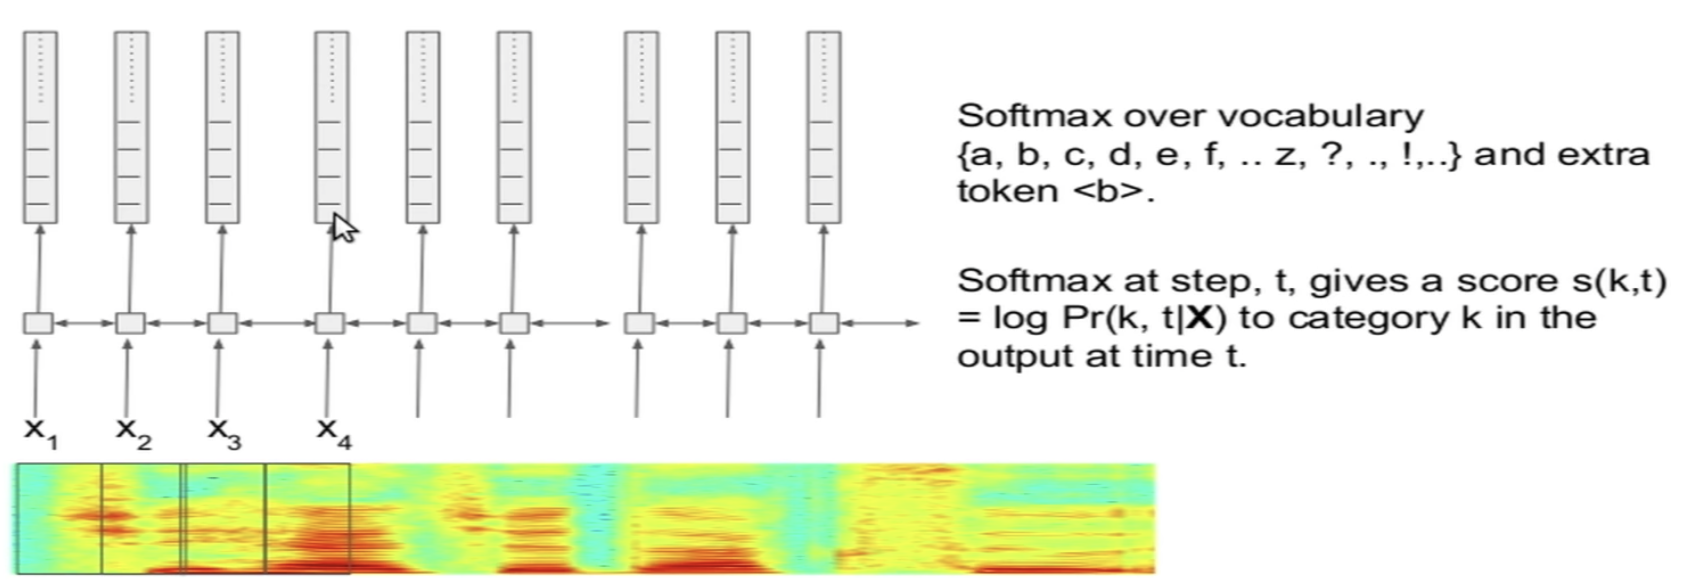 Softmax over vocabulary
{a, b, c, d, e, f, .. z, ?, ., !,..} and extra
token <b>.
Softmax at step, t, gives a score s(k,t)
= log Pr(k, t|X) to category k in the
output at time t.
x1 x2 x3 x4